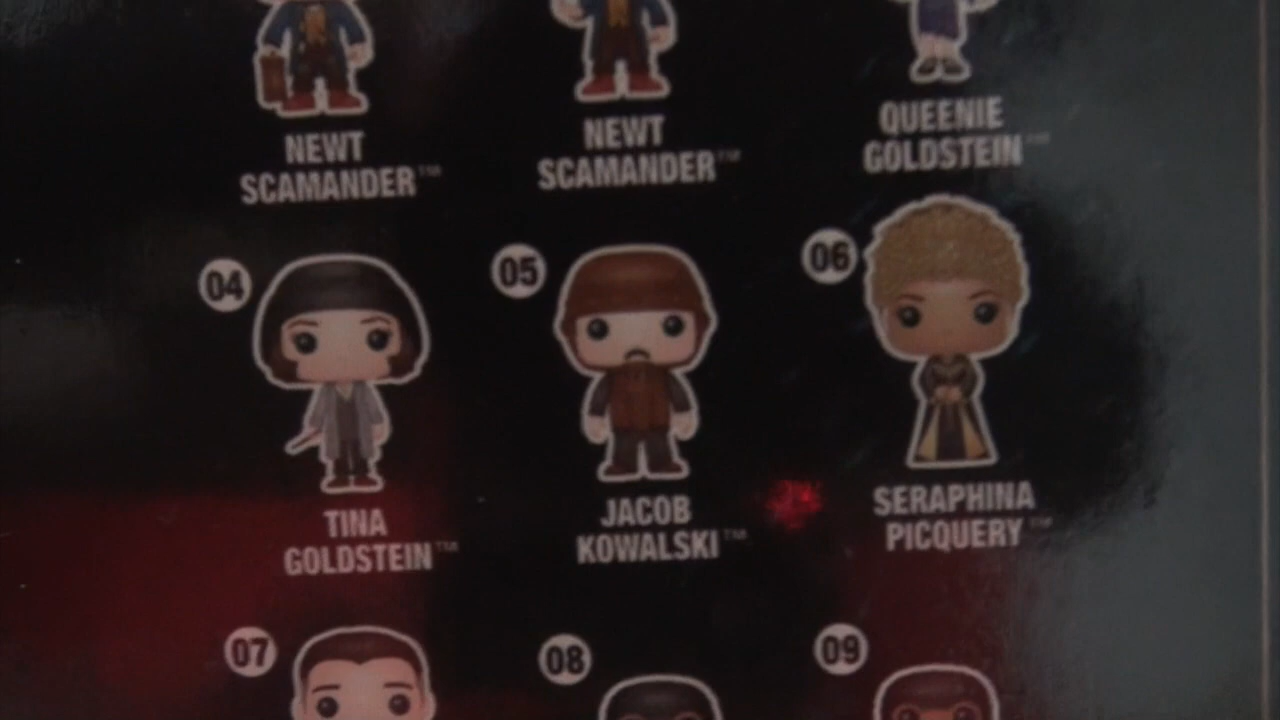 NEWT
SCAMANDER™
NEWT
SCAMANDER™
QUEENIE
GOLDSTEIN™
04
TINA
GOLDSTEIN™
05
JACOB
KOWALSKI™
06
SERAPHINA
PICQUERY™
07
08
09